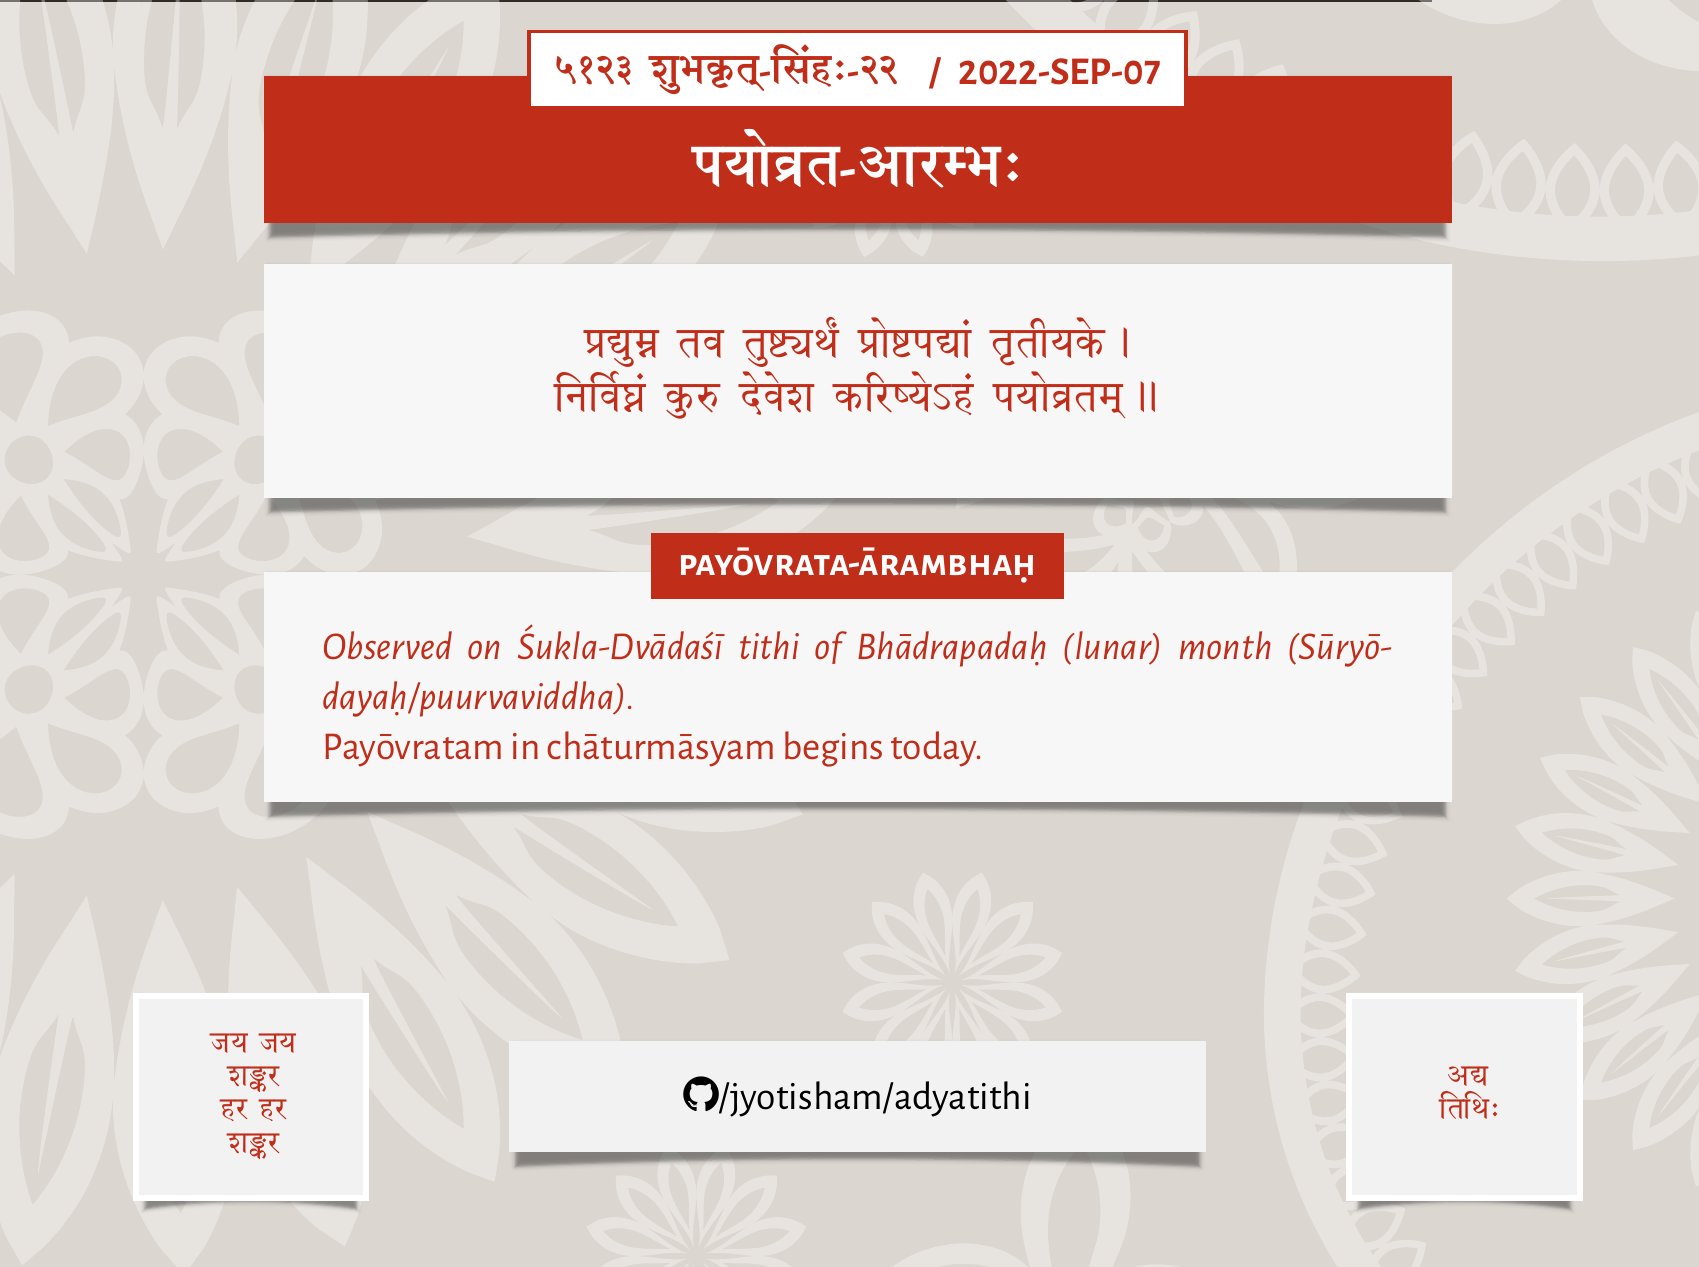 ५१२३ शुभकृत्-सिंहः-२२ / 2022-SEP-07
पयोव्रत-आरम्भः
प्रद्युम्न तव तुष्ट्यर्थं प्रोष्टपद्यां तृतीयके ।
निर्विघ्नं कुरु देवेश करिष्येऽहं पयोव्रतम् ॥
PAYŌVRATA-ĀRAMBHAḤ
Observed on Śukla-Dvādaśī tithi of Bhādrapadaḥ (lunar) month (Sūryō-
dayaḥ/puurvaviddha).
Payōvratam in chāturmāsyam begins today.
जय जय
शङ्कर
हर हर
शङ्कर
/jyotisham/adyatithi
अद्य
तिथिः